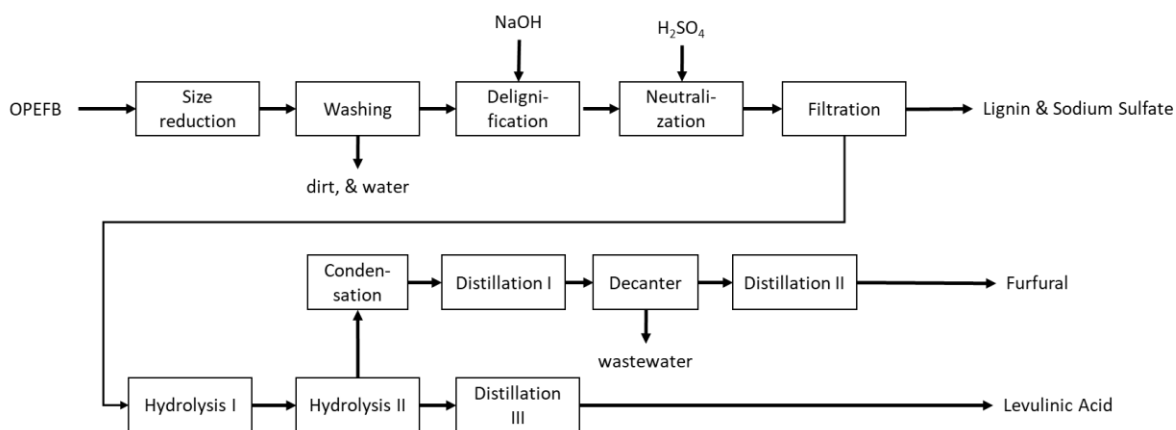 NaOH
H₂SO₄
OPEFB
Size
reduction
Washing
Deligni-
fication
Neutrali-
zation
Filtration
Lignin & Sodium Sulfate
dirt, & water
Conden-
sation
Distillation I
Decanter
Distillation II
Furfural
wastewater
Hydrolysis I
Hydrolysis II
Distillation
III
Levulinic Acid